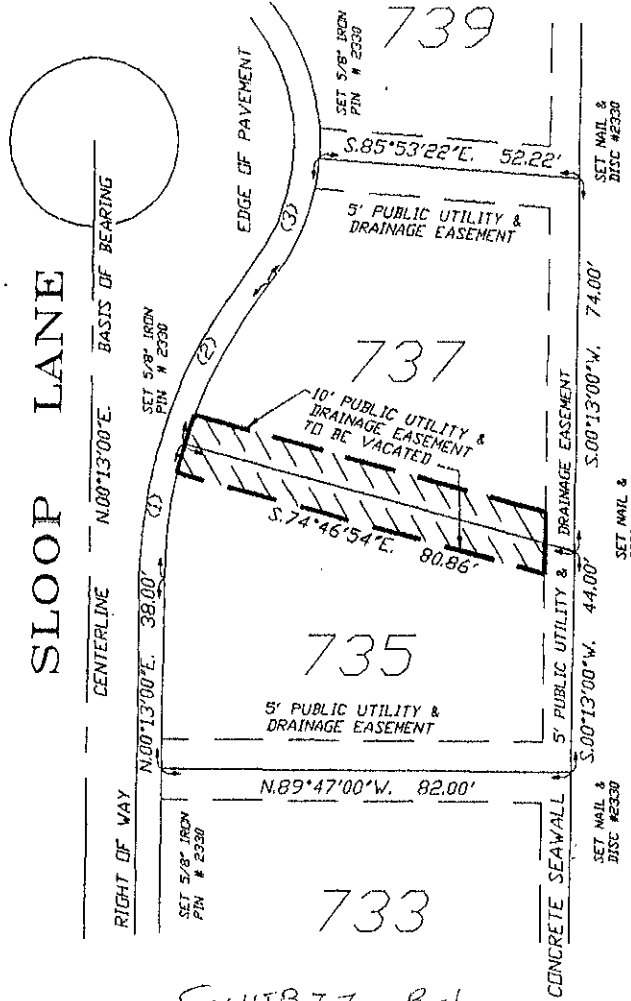 SLOOP LANE
CENTERLINE N.00°13'00"E. BASIS OF BEARING
RIGHT OF WAY
N.00°13'00"E. 38.00'
(1)
(2)
(3)
EDGE OF PAVEMENT
SET 5/8" IRON
PIN # 2330
SET 5/8" IRON
PIN # 2330
SET 5/8" IRON
PIN # 2330
739
S.85°53'22"E. 52.22'
5' PUBLIC UTILITY &
DRAINAGE EASEMENT
737
10' PUBLIC UTILITY &
DRAINAGE EASEMENT
TO BE VACATED
S.74°46'54"E. 80.86'
735
5' PUBLIC UTILITY &
DRAINAGE EASEMENT
N.89°47'00"W. 82.00'
733
5' PUBLIC UTILITY & DRAINAGE EASEMENT
CONCRETE SEAWALL
S.00°13'00"W. 44.00'
S.00°13'00"W. 74.00'
SET NAIL &
DISC #2330
SET NAIL &
SET NAIL &
DISC #2330